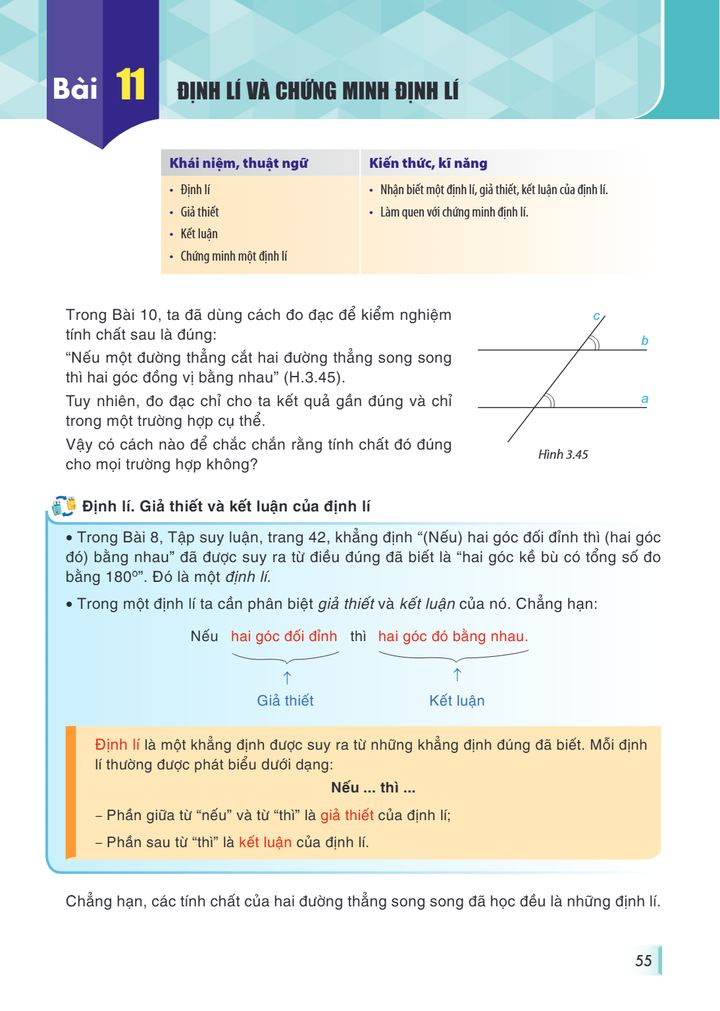 Bài 11
ĐỊNH LÍ VÀ CHỨNG MINH ĐỊNH LÍ
Khái niệm, thuật ngữ
• Định lí
• Giả thiết
• Kết luận
• Chứng minh một định lí
Kiến thức, kĩ năng
• Nhận biết một định lí, giả thiết, kết luận của định lí.
• Làm quen với chứng minh định lí.
Trong Bài 10, ta đã dùng cách đo đạc để kiểm nghiệm
tính chất sau là đúng:
“Nếu một đường thẳng cắt hai đường thẳng song song
thì hai góc đồng vị bằng nhau” (H.3.45).
Tuy nhiên, đo đạc chỉ cho ta kết quả gần đúng và chỉ
trong một trường hợp cụ thể.
Vậy có cách nào để chắc chắn rằng tính chất đó đúng
cho mọi trường hợp không?
c
b
a
Hình 3.45
Định lí. Giả thiết và kết luận của định lí
• Trong Bài 8, Tập suy luận, trang 42, khẳng định “(Nếu) hai góc đối đỉnh thì (hai góc
đó) bằng nhau” đã được suy ra từ điều đúng đã biết là “hai góc kề bù có tổng số đo
bằng 180º”. Đó là một định lí.
• Trong một định lí ta cần phân biệt giả thiết và kết luận của nó. Chẳng hạn:
Nếu hai góc đối đỉnh thì hai góc đó bằng nhau.
↑ ↑
Giả thiết Kết luận
Định lí là một khẳng định được suy ra từ những khẳng định đúng đã biết. Mỗi định
lí thường được phát biểu dưới dạng:
Nếu ... thì ...
– Phần giữa từ “nếu” và từ “thì” là giả thiết của định lí;
– Phần sau từ “thì” là kết luận của định lí.
Chẳng hạn, các tính chất của hai đường thẳng song song đã học đều là những định lí.
55